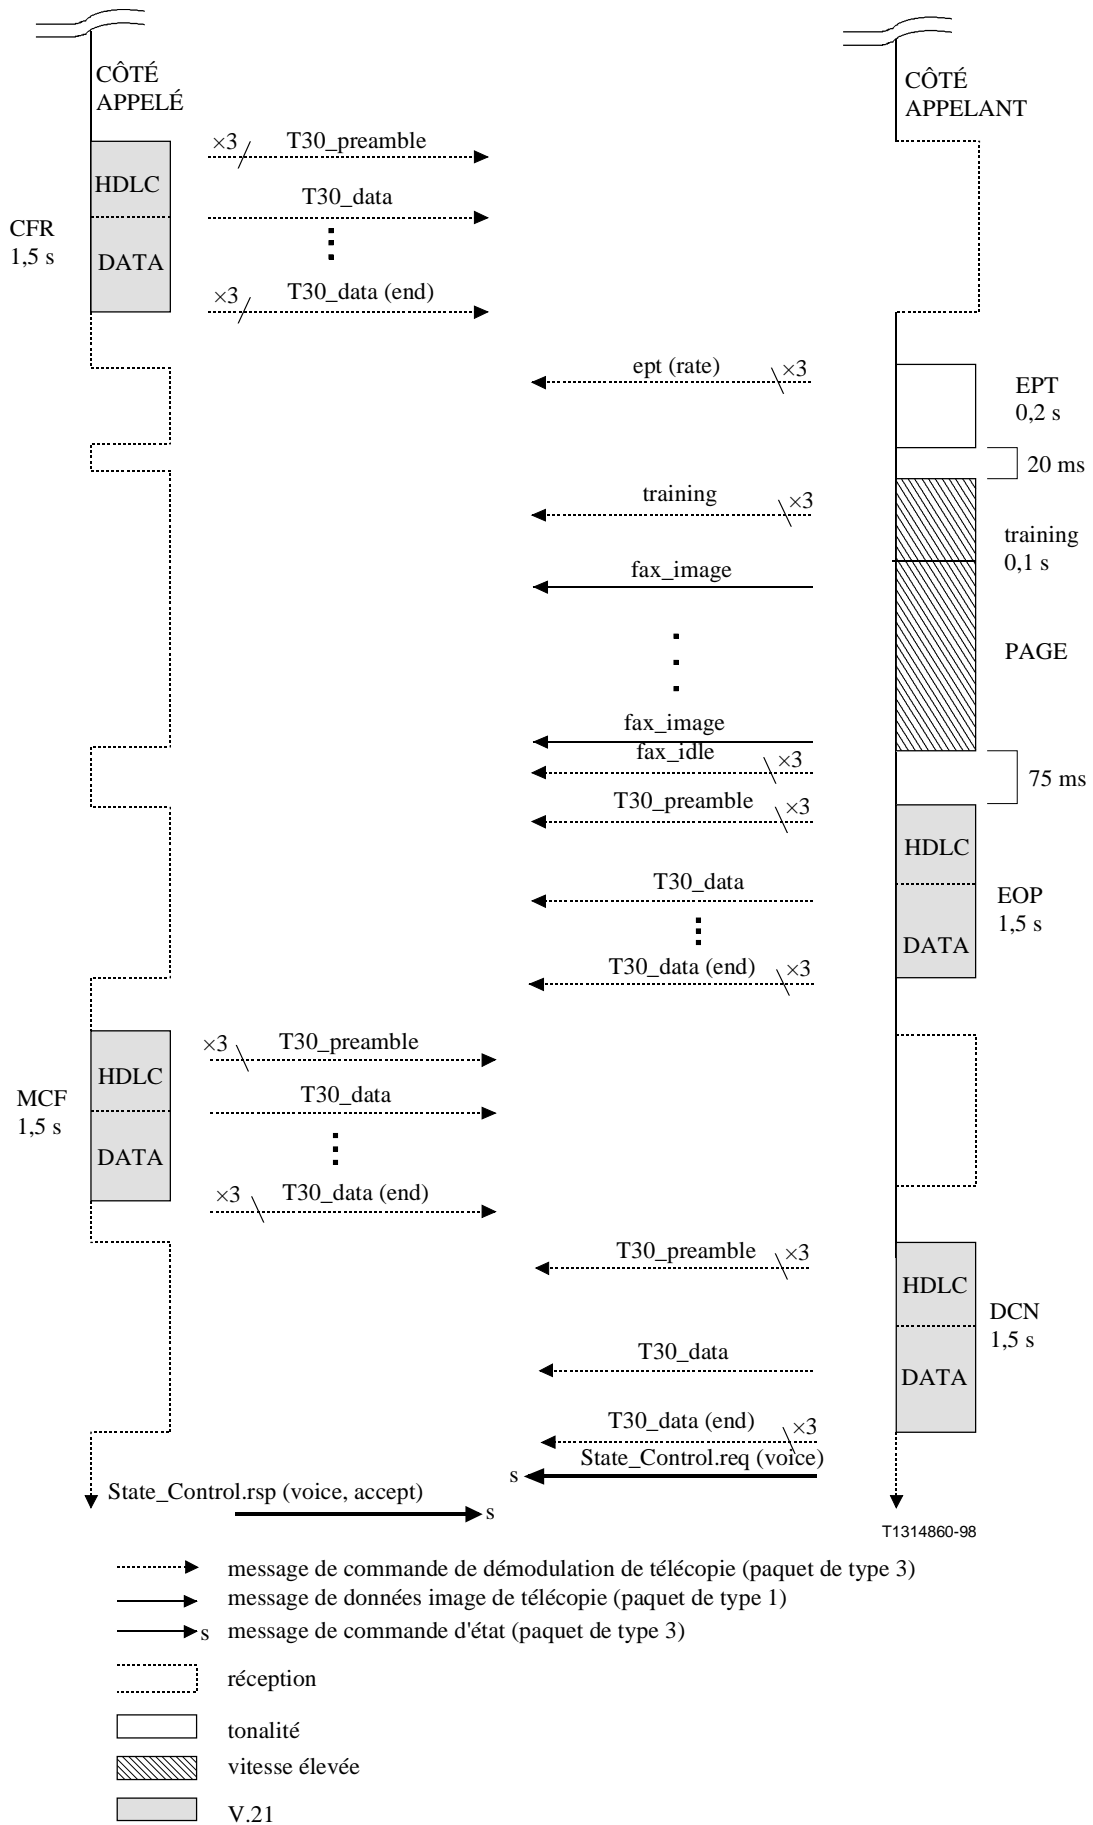 CÔTÉ
APPELÉ
CÔTÉ
APPELANT
×3
T30_preamble
HDLC
T30_data
CFR
1,5 s
DATA
×3
T30_data (end)
ept (rate)
×3
EPT
0,2 s
20 ms
training
×3
training
0,1 s
fax_image
PAGE
fax_image
fax_idle
×3
75 ms
T30_preamble
×3
HDLC
T30_data
EOP
1,5 s
DATA
T30_data (end)
×3
×3
T30_preamble
HDLC
T30_data
MCF
1,5 s
DATA
×3
T30_data (end)
T30_preamble
×3
HDLC
DCN
1,5 s
T30_data
DATA
T30_data (end)
×3
State_Control.req (voice)
s
State_Control.rsp (voice, accept)
s
T1314860-98
message de commande de démodulation de télécopie (paquet de type 3)
message de données image de télécopie (paquet de type 1)
s message de commande d'état (paquet de type 3)
réception
tonalité
vitesse élevée
V.21